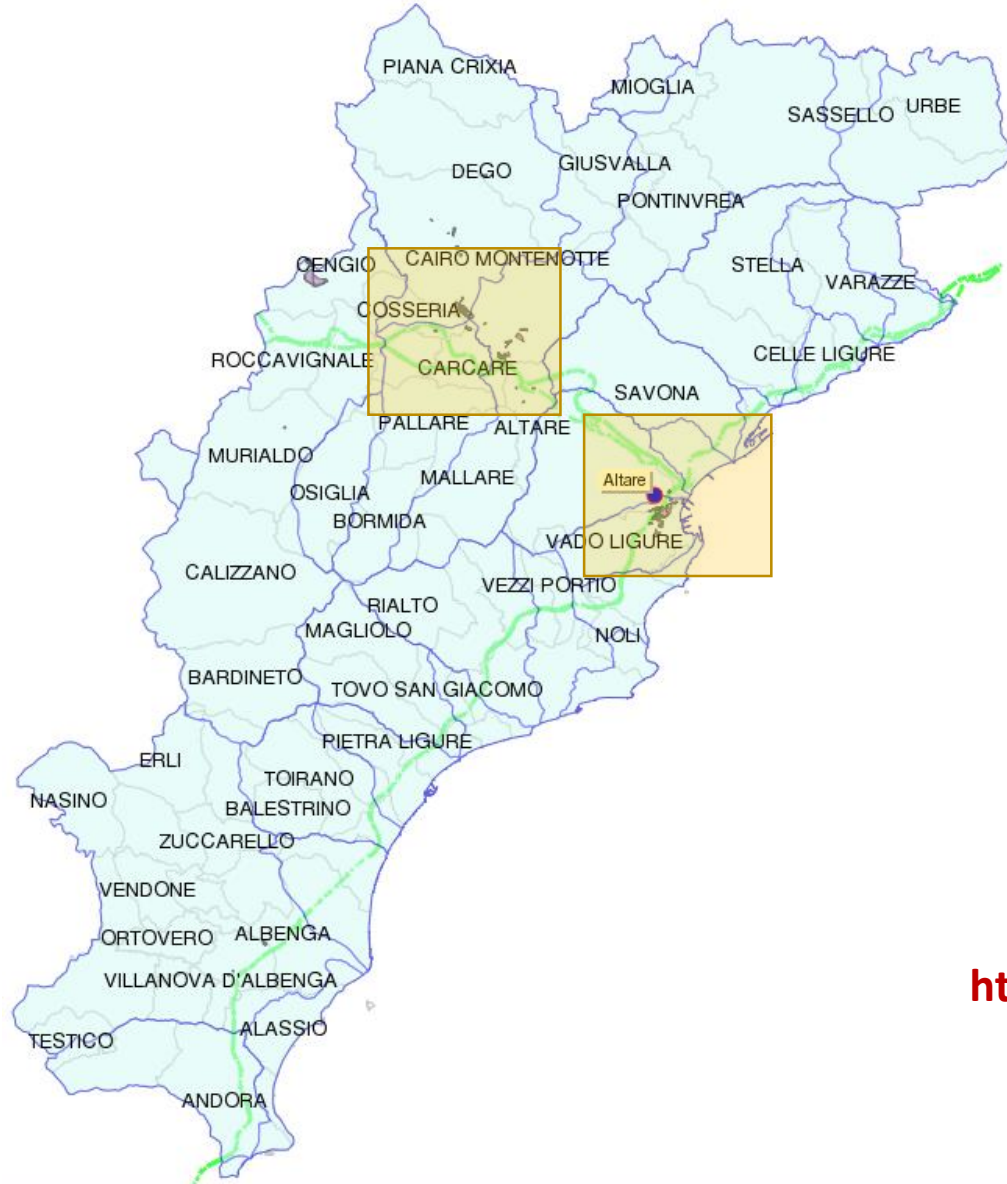 PIANA CRIXIA
MIOGLIA
SASSELLO
URBE
DEGO
GIUSVALLA
PONTINVREA
CENGIO
CAIRO MONTENOTTE
STELLA
VARAZZE
COSSERIA
ROCCAVIGNALE
CARCARE
CELLE LIGURE
SAVONA
PALLARE
ALTARE
MURIALDO
MALLARE
Altare
OSIGLIA
BORMIDA
VADO LIGURE
CALIZZANO
VEZZI PORTIO
RIALTO
MAGLIOLO
NOLI
BARDINETO
TOVO SAN GIACOMO
PIETRA LIGURE
ERLI
TOIRANO
NASINO
BALESTRINO
ZUCCARELLO
VENDONE
ORTOVERO
ALBENGA
VILLANOVA D'ALBENGA
ht
ALASSIO
TESTICO
ANDORA